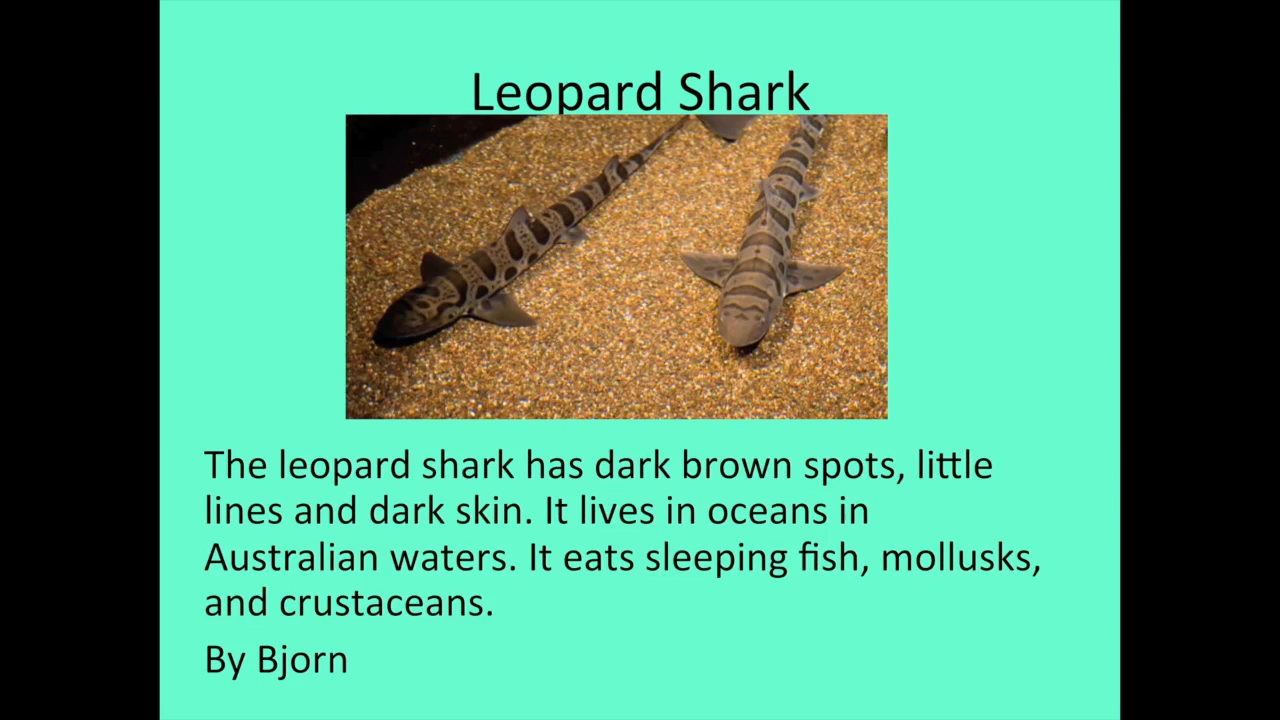 Leopard Shark
The leopard shark has dark brown spots, little
lines and dark skin. It lives in oceans in
Australian waters. It eats sleeping fish, mollusks,
and crustaceans.
By Bjorn